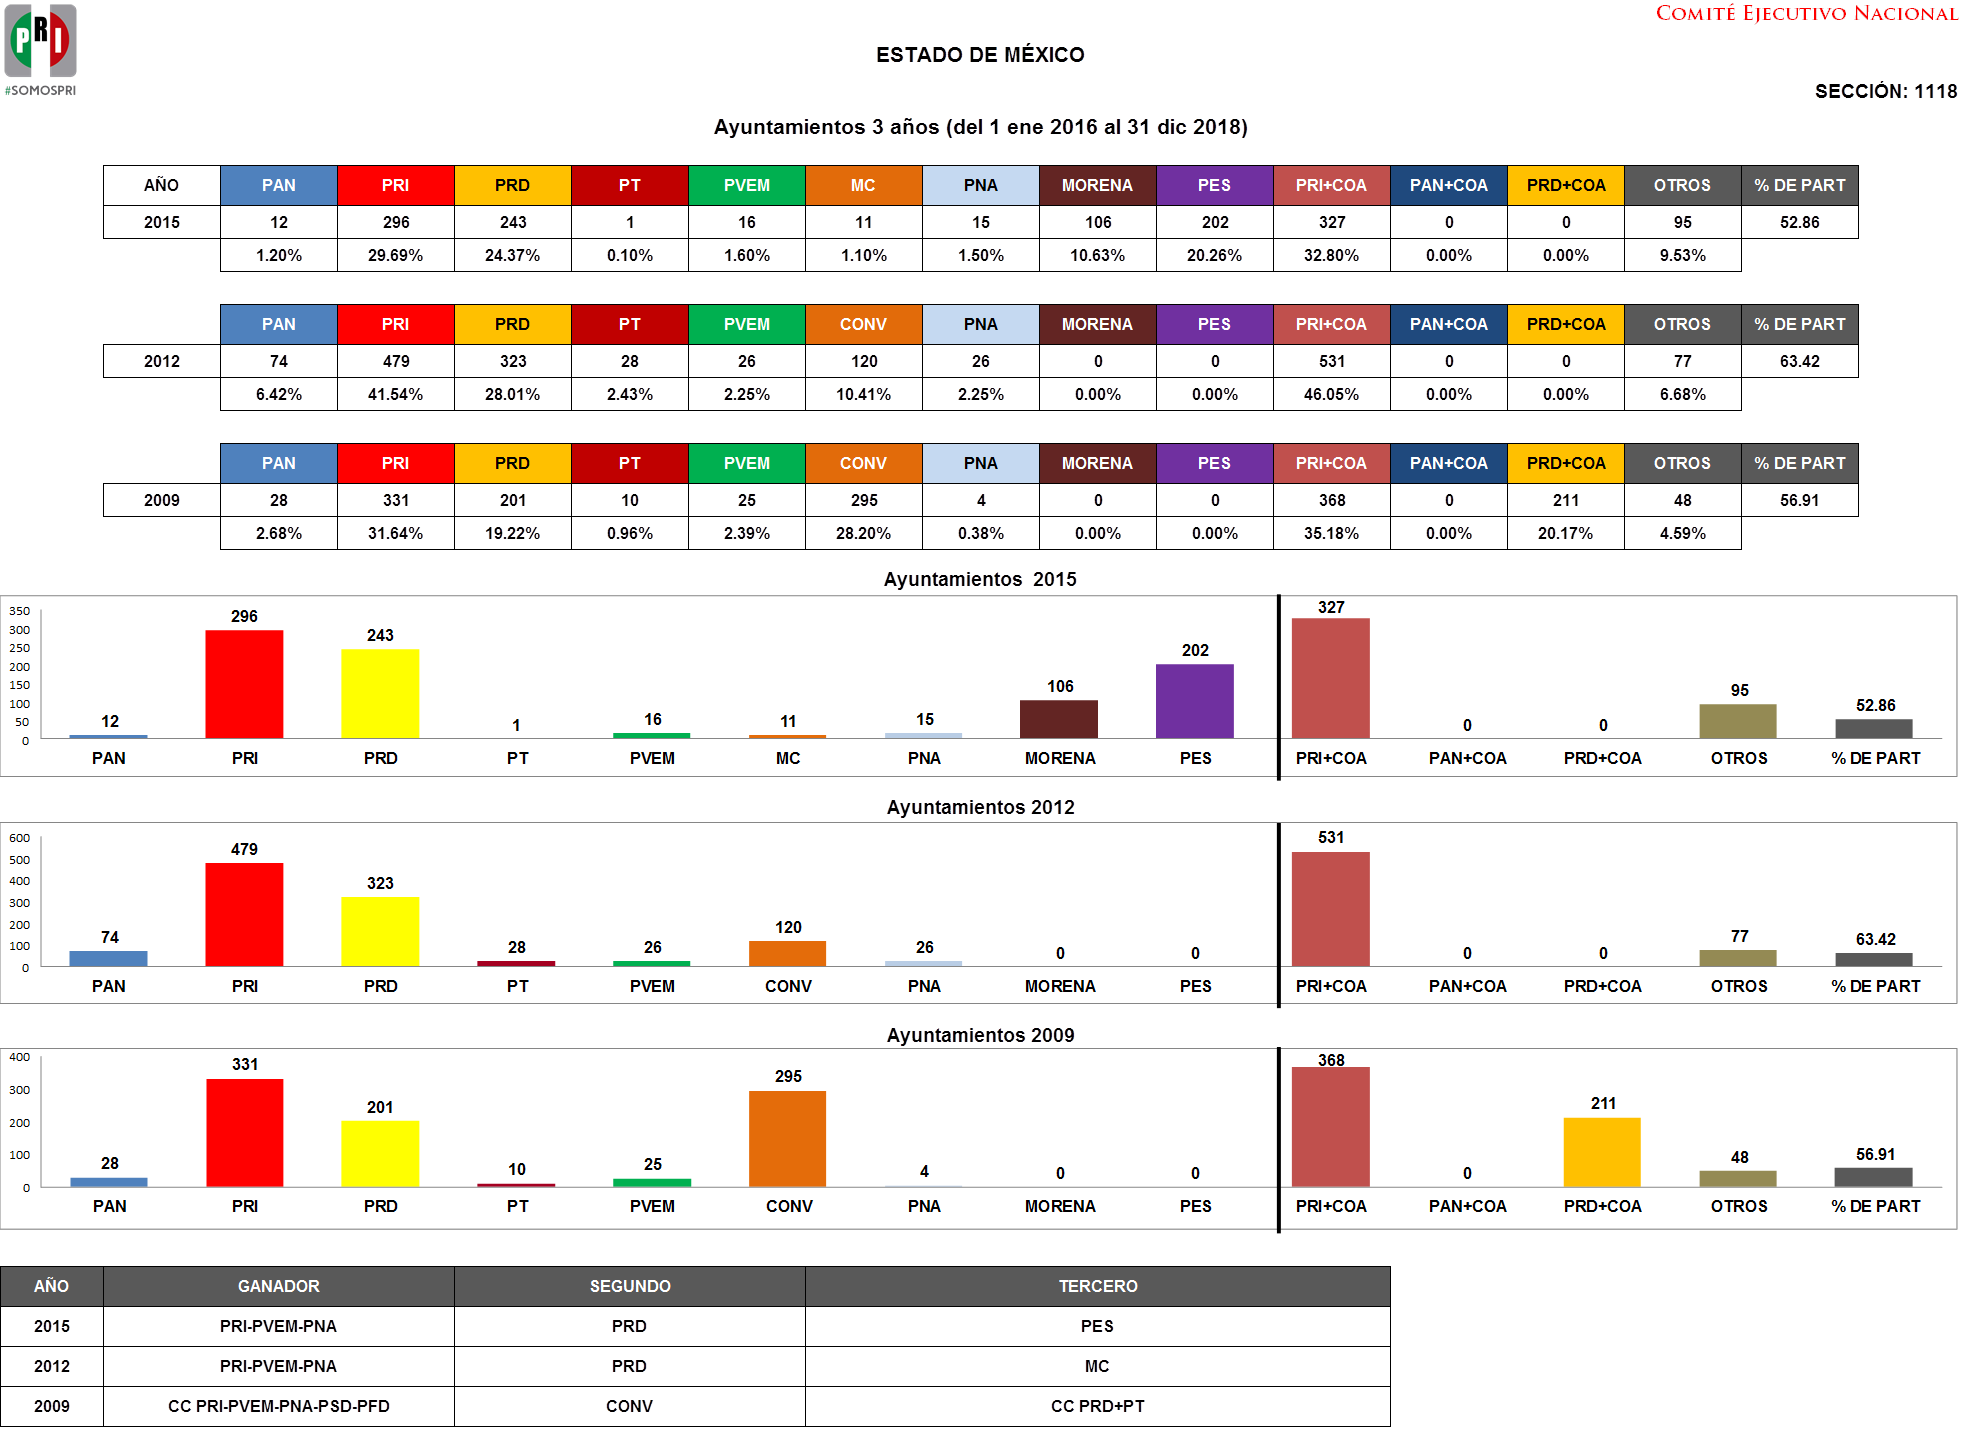 PRI
#SOMOSPRI
COMITÉ EJECUTIVO NACIONAL
ESTADO DE MÉXICO
SECCIÓN: 1118
Ayuntamientos 3 años (del 1 ene 2016 al 31 dic 2018)
AÑO PAN PRI PRD PT PVEM MC PNA MORENA PES PRI+COA PAN+COA PRD+COA OTROS % DE PART
2015 12 296 243 1 16 11 15 106 202 327 0 0 95 52.86
1.20% 29.69% 24.37% 0.10% 1.60% 1.10% 1.50% 10.63% 20.26% 32.80% 0.00% 0.00% 9.53%
PAN PRI PRD PT PVEM CONV PNA MORENA PES PRI+COA PAN+COA PRD+COA OTROS % DE PART
2012 74 479 323 28 26 120 26 0 0 531 0 0 77 63.42
6.42% 41.54% 28.01% 2.43% 2.25% 10.41% 2.25% 0.00% 0.00% 46.05% 0.00% 0.00% 6.68%
PAN PRI PRD PT PVEM CONV PNA MORENA PES PRI+COA PAN+COA PRD+COA OTROS % DE PART
2009 28 331 201 10 25 295 4 0 0 368 0 211 48 56.91
2.68% 31.64% 19.22% 0.96% 2.39% 28.20% 0.38% 0.00% 0.00% 35.18% 0.00% 20.17% 4.59%
Ayuntamientos 2015
350
300
250
200
150
100
50
0
12 296 243 1 16 11 15 106 202 327 0 0 95 52.86
PAN PRI PRD PT PVEM MC PNA MORENA PES PRI+COA PAN+COA PRD+COA OTROS % DE PART
Ayuntamientos 2012
600
500
400
300
200
100
0
74 479 323 28 26 120 26 0 0 531 0 0 77 63.42
PAN PRI PRD PT PVEM CONV PNA MORENA PES PRI+COA PAN+COA PRD+COA OTROS % DE PART
Ayuntamientos 2009
400
300
200
100
0
28 331 201 10 25 295 4 0 0 368 0 211 48 56.91
PAN PRI PRD PT PVEM CONV PNA MORENA PES PRI+COA PAN+COA PRD+COA OTROS % DE PART
AÑO GANADOR SEGUNDO TERCERO
2015 PRI-PVEM-PNA PRD PES
2012 PRI-PVEM-PNA PRD MC
2009 CC PRI-PVEM-PNA-PSD-PFD CONV CC PRD+PT